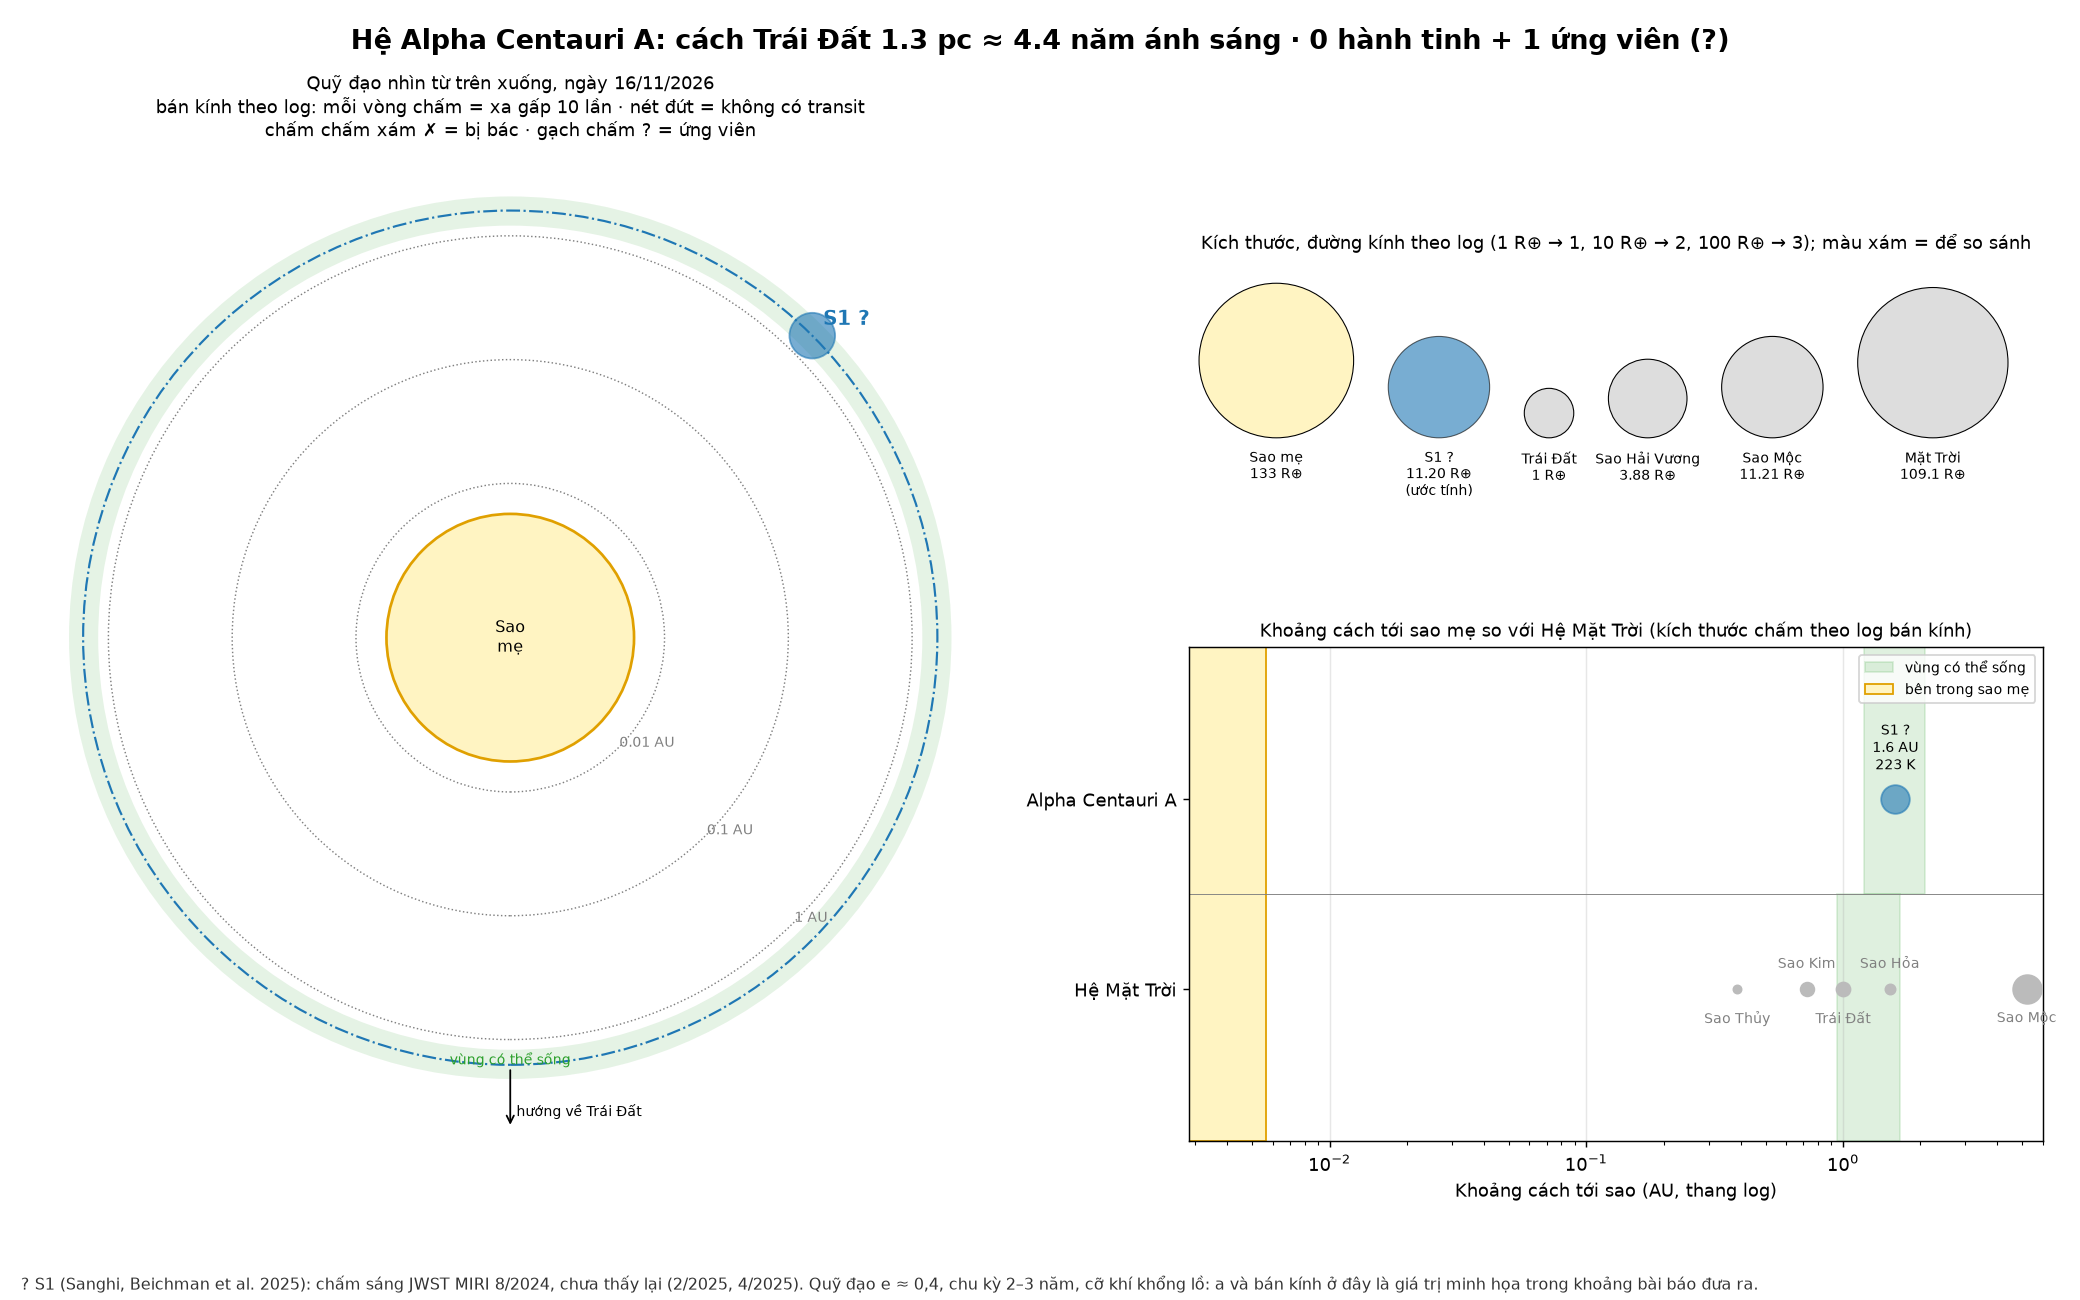 Hệ Alpha Centauri A: cách Trái Đất 1.3 pc ≈ 4.4 năm ánh sáng · 0 hành tinh + 1 ứng viên (?)
Quỹ đạo nhìn từ trên xuống, ngày 16/11/2026
bán kính theo log: mỗi vòng chấm = xa gấp 10 lần · nét đứt = không có transit
chấm chấm xám ✗ = bị bác · gạch chấm ? = ứng viên
S1 ?
Sao
mẹ
0.01 AU
0.1 AU
1 AU
vùng có thể sống
hướng về Trái Đất
Kích thước, đường kính theo log (1 R⊕ → 1, 10 R⊕ → 2, 100 R⊕ → 3); màu xám = để so sánh
Sao mẹ
133 R⊕
S1 ?
11.20 R⊕
(ước tính)
Trái Đất
1 R⊕
Sao Hải Vương
3.88 R⊕
Sao Mộc
11.21 R⊕
Mặt Trời
109.1 R⊕
Khoảng cách tới sao mẹ so với Hệ Mặt Trời (kích thước chấm theo log bán kính)
vùng có thể sống
bên trong sao mẹ
S1 ?
1.6 AU
223 K
Alpha Centauri A
Hệ Mặt Trời
Sao Kim
Sao Hỏa
Sao Thủy
Trái Đất
Sao Mộc
10⁻²
10⁻¹
10⁰
Khoảng cách tới sao (AU, thang log)
? S1 (Sanghi, Beichman et al. 2025): chấm sáng JWST MIRI 8/2024, chưa thấy lại (2/2025, 4/2025). Quỹ đạo e ≈ 0,4, chu kỳ 2–3 năm, cỡ khí khổng lồ: a và bán kính ở đây là giá trị minh họa trong khoảng bài báo đưa ra.